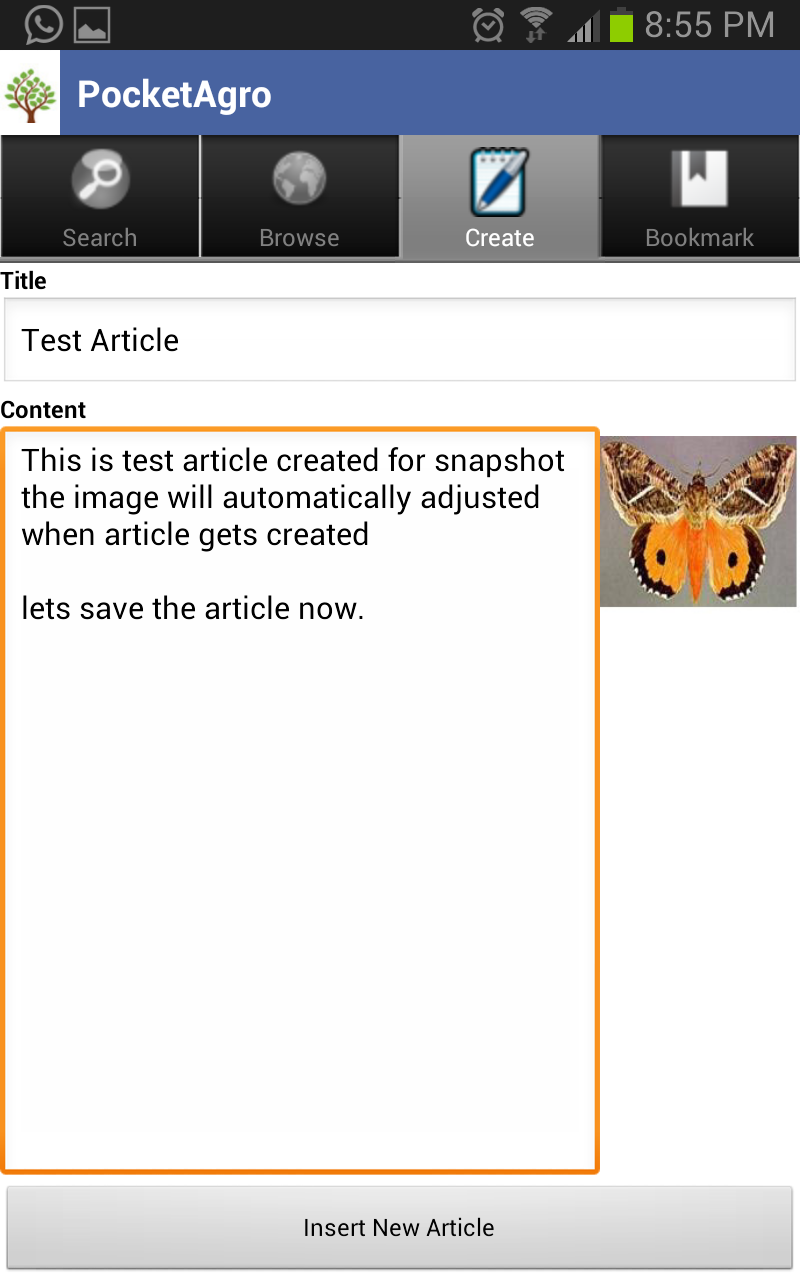 8:55 PM
PocketAgro
Search
Browse
Create
Bookmark
Title
Test Article
Content
This is test article created for snapshot
the image will automatically adjusted
when article gets created
lets save the article now.
Insert New Article